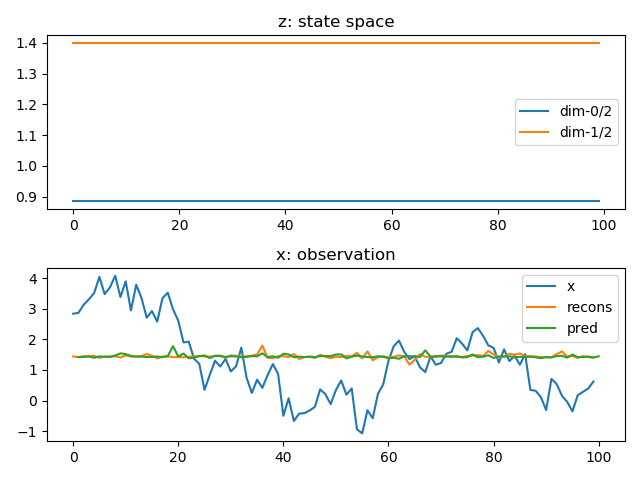 z: state space
1.4
1.3
1.2
1.1
1.0
0.9
dim-0/2
dim-1/2
0 20 40 60 80 100
x: observation
4
3
2
1
0
−1
x
recons
pred
0 20 40 60 80 100